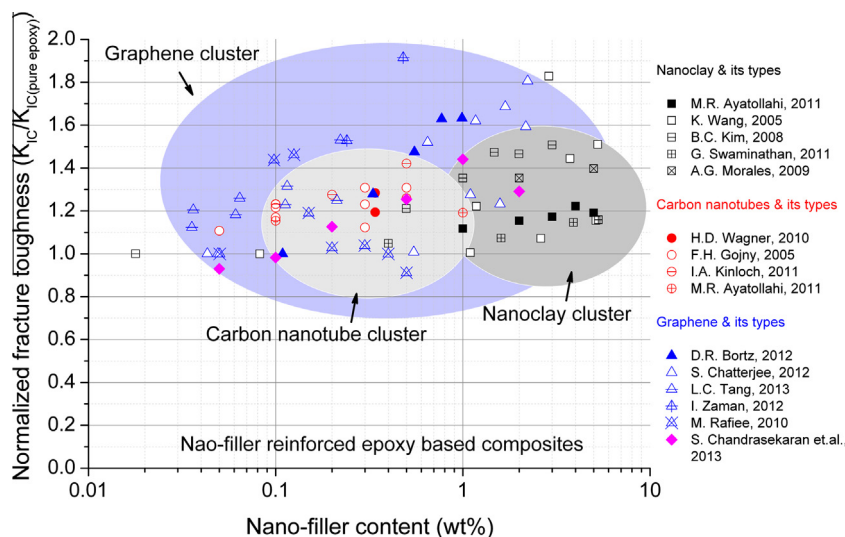 Normalized fracture toughness (K_IC/K_IC(pure epoxy))
2.0
1.8
1.6
1.4
1.2
1.0
0.8
0.6
0.4
0.2
0.0
0.01
0.1
1
10
Nano-filler content (wt%)
Graphene cluster
Carbon nanotube cluster
Nanoclay cluster
Nao-filler reinforced epoxy based composites
Nanoclay & its types
M.R. Ayatollahi, 2011
K. Wang, 2005
B.C. Kim, 2008
G. Swaminathan, 2011
A.G. Morales, 2009
Carbon nanotubes & its types
H.D. Wagner, 2010
F.H. Gojny, 2005
I.A. Kinloch, 2011
M.R. Ayatollahi, 2011
Graphene & its types
D.R. Bortz, 2012
S. Chatterjee, 2012
L.C. Tang, 2013
I. Zaman, 2012
M. Rafiee, 2010
S. Chandrasekaran et.al.,
2013